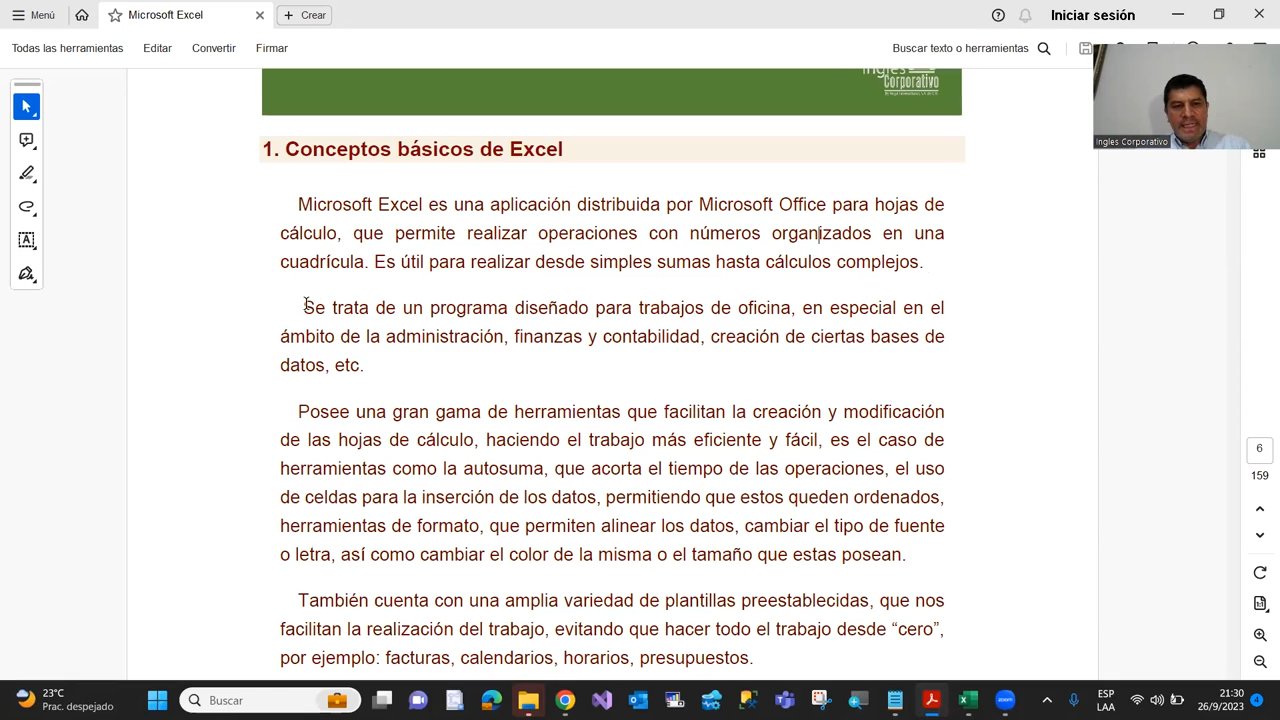 Menú
Microsoft Excel
Crear
Iniciar sesión
Todas las herramientas
Editar
Convertir
Firmar
Buscar texto o herramientas
Ingles
Corporativo
Ingles Corporativo
1. Conceptos básicos de Excel
Microsoft Excel es una aplicación distribuida por Microsoft Office para hojas de
cálculo, que permite realizar operaciones con números organizados en una
cuadrícula. Es útil para realizar desde simples sumas hasta cálculos complejos.
Se trata de un programa diseñado para trabajos de oficina, en especial en el
ámbito de la administración, finanzas y contabilidad, creación de ciertas bases de
datos, etc.
Posee una gran gama de herramientas que facilitan la creación y modificación
de las hojas de cálculo, haciendo el trabajo más eficiente y fácil, es el caso de
herramientas como la autosuma, que acorta el tiempo de las operaciones, el uso
de celdas para la inserción de los datos, permitiendo que estos queden ordenados,
herramientas de formato, que permiten alinear los datos, cambiar el tipo de fuente
o letra, así como cambiar el color de la misma o el tamaño que estas posean.
También cuenta con una amplia variedad de plantillas preestablecidas, que nos
facilitan la realización del trabajo, evitando que hacer todo el trabajo desde “cero”,
por ejemplo: facturas, calendarios, horarios, presupuestos.
6
159
23°C
Prac. despejado
Buscar
ESP
LAA
21:30
26/9/2023
4